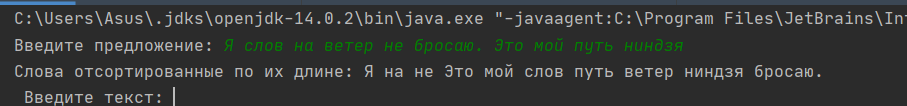 C:\Users\Asus\.jdks\openjdk-14.0.2\bin\java.exe "-javaagent:C:\Program Files\JetBrains\Int
Введите предложение: Я слов на ветер не бросаю. Это мой путь ниндзя
Слова отсортированные по их длине: Я на не Это мой слов путь ветер ниндзя бросаю.
Введите текст: